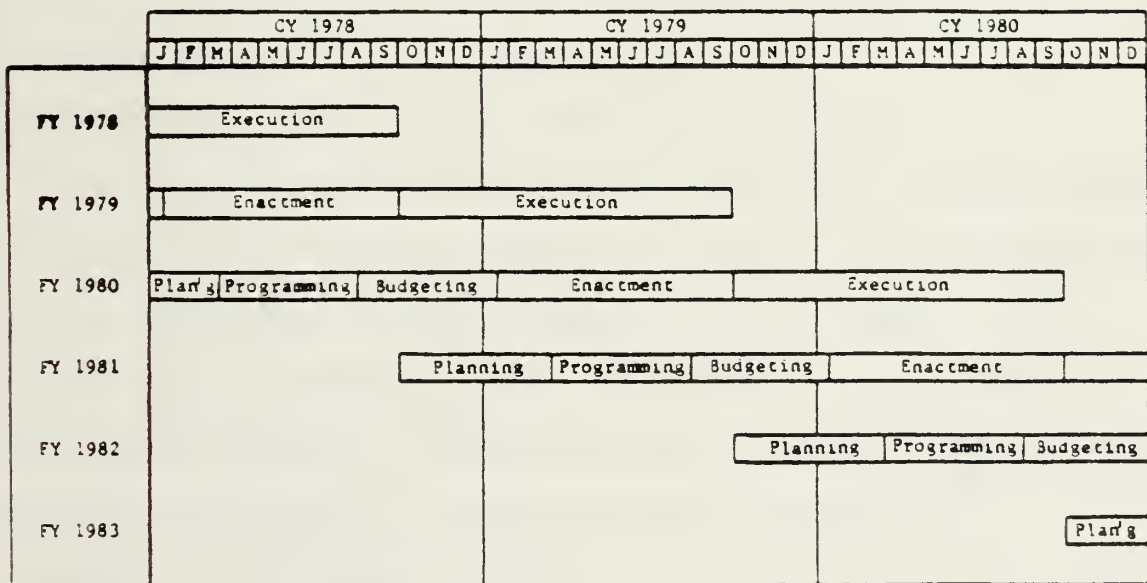 CY 1978 CY 1979 CY 1980
J F M A M J J A S O N D J F M A M J J A S O N D J F M A M J J A S O N D
FY 1978 Execution
FY 1979 Enactment Execution
FY 1980 Plan'g Programming Budgeting Enactment Execution
FY 1981 Planning Programming Budgeting Enactment
FY 1982 Planning Programming Budgeting
FY 1983 Plan'g